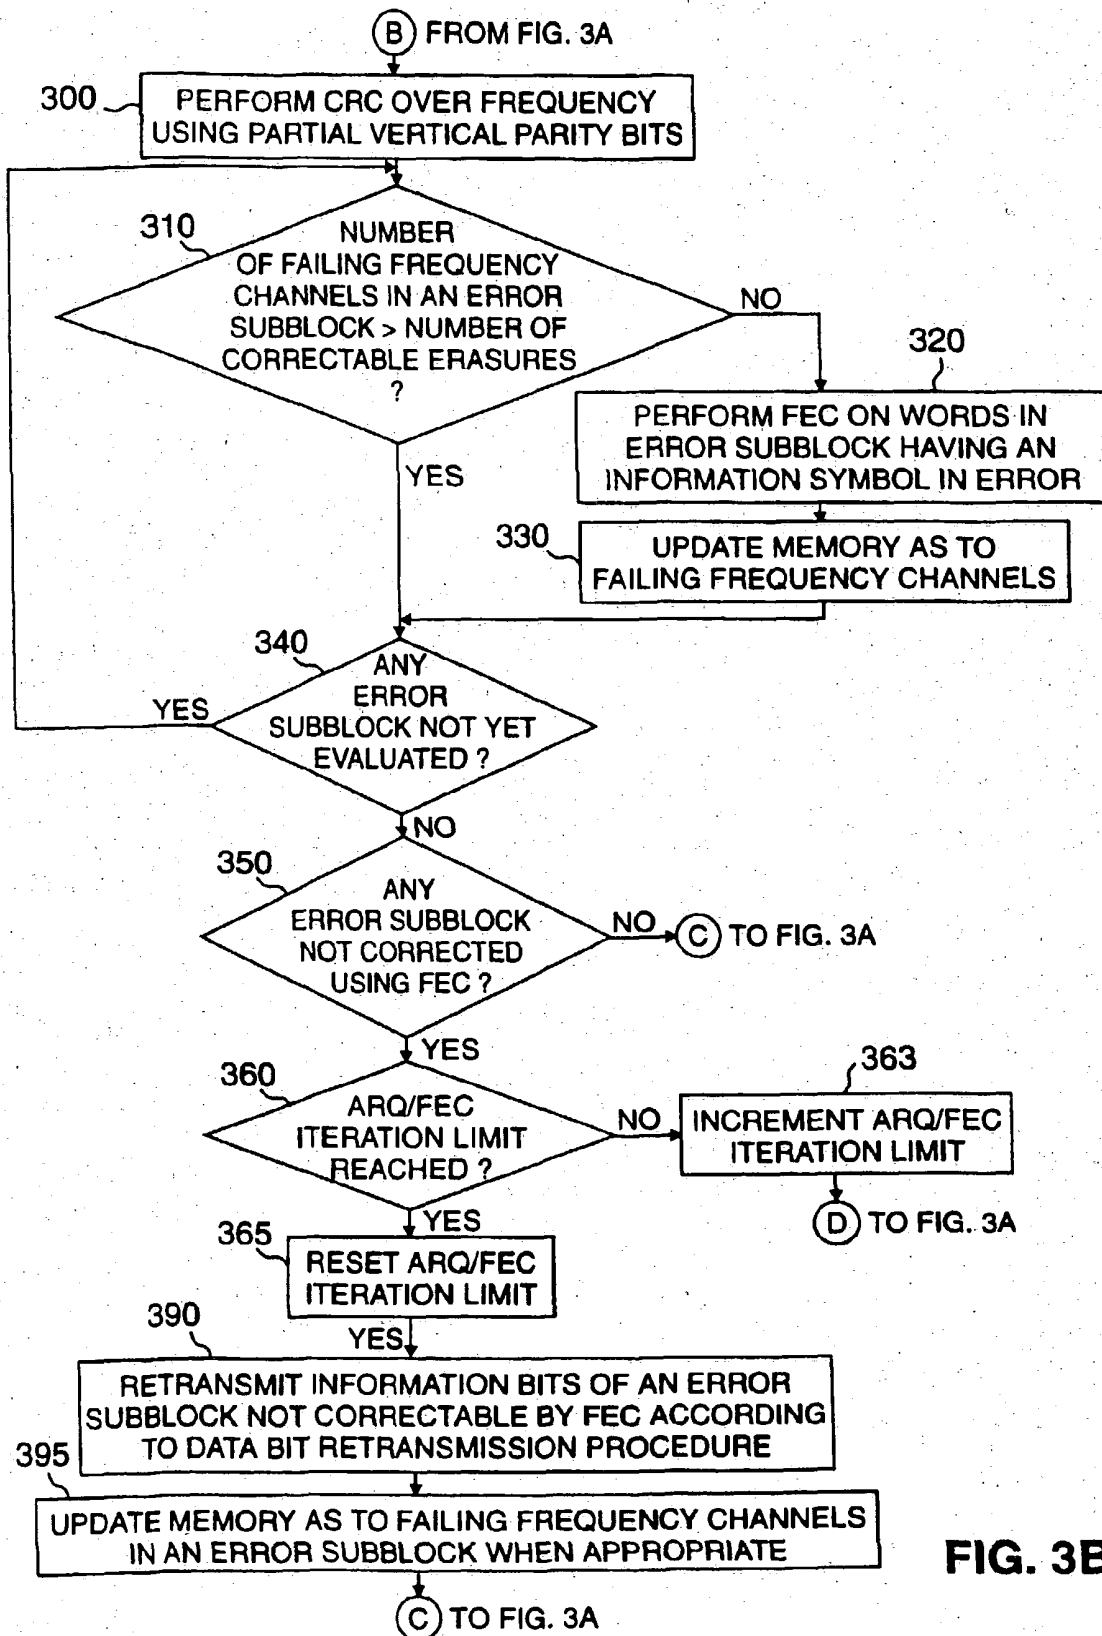 B FROM FIG. 3A
300
PERFORM CRC OVER FREQUENCY
USING PARTIAL VERTICAL PARITY BITS
310
NUMBER
OF FAILING FREQUENCY
CHANNELS IN AN ERROR
SUBBLOCK > NUMBER OF
CORRECTABLE ERASURES
?
NO
YES
320
PERFORM FEC ON WORDS IN
ERROR SUBBLOCK HAVING AN
INFORMATION SYMBOL IN ERROR
330
UPDATE MEMORY AS TO
FAILING FREQUENCY CHANNELS
340
ANY
ERROR
SUBBLOCK NOT YET
EVALUATED ?
YES
NO
350
ANY
ERROR SUBBLOCK
NOT CORRECTED
USING FEC ?
NO
C TO FIG. 3A
YES
360
ARQ/FEC
ITERATION LIMIT
REACHED ?
NO
363
INCREMENT ARQ/FEC
ITERATION LIMIT
D TO FIG. 3A
YES
365
RESET ARQ/FEC
ITERATION LIMIT
YES
390
RETRANSMIT INFORMATION BITS OF AN ERROR
SUBBLOCK NOT CORRECTABLE BY FEC ACCORDING
TO DATA BIT RETRANSMISSION PROCEDURE
395
UPDATE MEMORY AS TO FAILING FREQUENCY CHANNELS
IN AN ERROR SUBBLOCK WHEN APPROPRIATE
C TO FIG. 3A
FIG. 3B